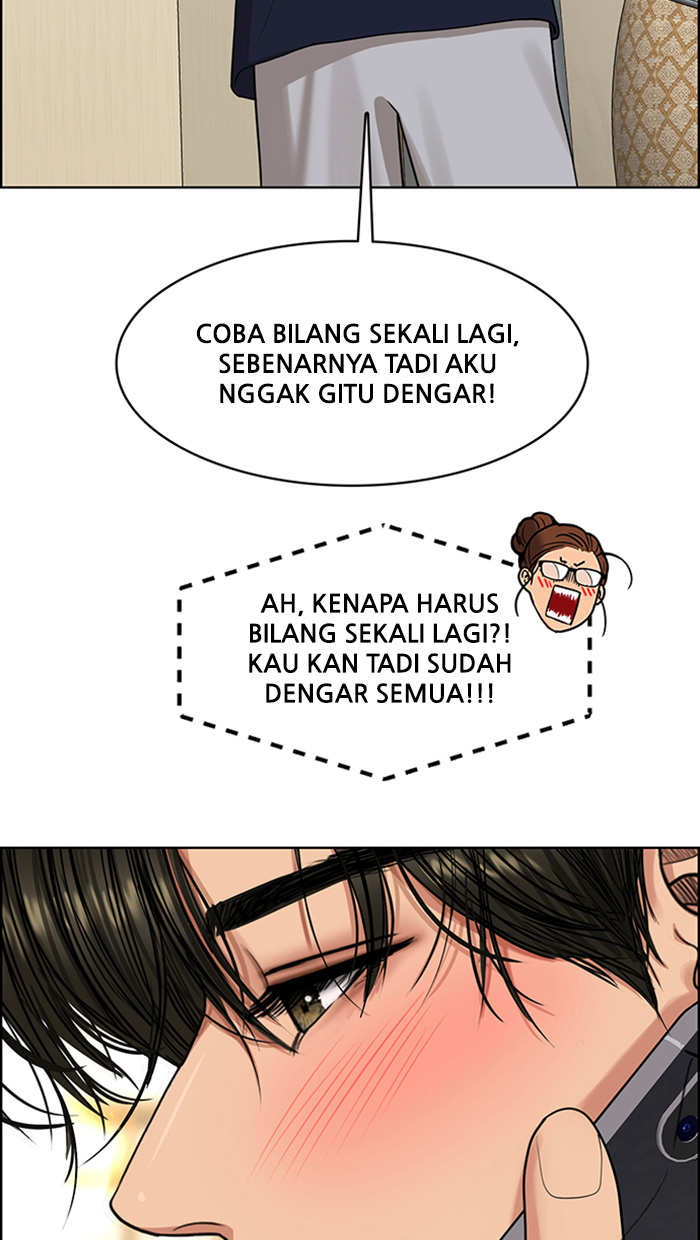 COBA BILANG SEKALI LAGI,
SEBENARNYA TADI AKU
NGGAK GITU DENGAR!
AH, KENAPA HARUS
BILANG SEKALI LAGI?!
KAU KAN TADI SUDAH
DENGAR SEMUA!!!